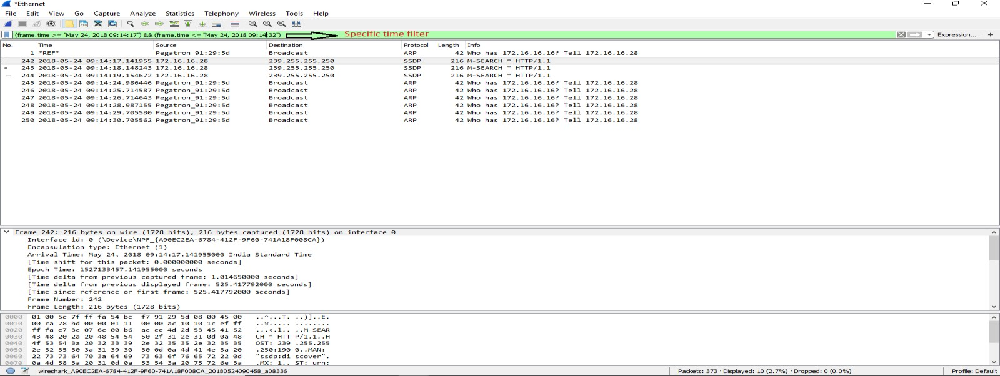 *Ethernet
File Edit View Go Capture Analyze Statistics Telephony Wireless Tools Help
(frame.time >= "May 24, 2018 09:14:17") && (frame.time <= "May 24, 2018 09:14:32") Specific time filter Expression... +
No. Time Source Destination Protocol Length Info
1 *REF* Pegatron_91:29:5d Broadcast ARP 42 Who has 172.16.16.16? Tell 172.16.16.28
242 2018-05-24 09:14:17.141955 172.16.16.28 239.255.255.250 SSDP 216 M-SEARCH * HTTP/1.1
243 2018-05-24 09:14:18.148243 172.16.16.28 239.255.255.250 SSDP 216 M-SEARCH * HTTP/1.1
244 2018-05-24 09:14:19.154672 172.16.16.28 239.255.255.250 SSDP 216 M-SEARCH * HTTP/1.1
245 2018-05-24 09:14:24.986446 Pegatron_91:29:5d Broadcast ARP 42 Who has 172.16.16.16? Tell 172.16.16.28
246 2018-05-24 09:14:25.714587 Pegatron_91:29:5d Broadcast ARP 42 Who has 172.16.16.16? Tell 172.16.16.28
247 2018-05-24 09:14:26.714643 Pegatron_91:29:5d Broadcast ARP 42 Who has 172.16.16.16? Tell 172.16.16.28
248 2018-05-24 09:14:28.987155 Pegatron_91:29:5d Broadcast ARP 42 Who has 172.16.16.16? Tell 172.16.16.28
249 2018-05-24 09:14:29.705580 Pegatron_91:29:5d Broadcast ARP 42 Who has 172.16.16.16? Tell 172.16.16.28
250 2018-05-24 09:14:30.705562 Pegatron_91:29:5d Broadcast ARP 42 Who has 172.16.16.16? Tell 172.16.16.28
Frame 242: 216 bytes on wire (1728 bits), 216 bytes captured (1728 bits) on interface 0
Interface id: 0 (\Device\NPF_{A90EC2EA-6784-412F-9F60-741A18F008CA})
Encapsulation type: Ethernet (1)
Arrival Time: May 24, 2018 09:14:17.141955000 India Standard Time
[Time shift for this packet: 0.000000000 seconds]
Epoch Time: 1527133457.141955000 seconds
[Time delta from previous captured frame: 1.014650000 seconds]
[Time delta from previous displayed frame: 525.417792000 seconds]
[Time since reference or first frame: 525.417792000 seconds]
Frame Number: 242
Frame Length: 216 bytes (1728 bits)
0000 01 00 5e 7f ff fa 54 be f7 91 29 5d 08 00 45 00 ..^...T. ..)]..E.
0010 00 ca 78 bd 00 00 01 11 00 00 ac 10 10 1c ef ff ..x..... ........
0020 ff fa e7 3c 07 6c 00 b6 ac ee 4d 2d 53 45 41 52 ...<.l.. ..M-SEAR
0030 43 48 20 2a 20 48 54 54 50 2f 31 2e 31 0d 0a 48 CH * HTT P/1.1..H
0040 4f 53 54 3a 20 32 33 39 2e 32 35 35 2e 32 35 35 OST: 239 .255.255
0050 2e 32 35 30 3a 31 39 30 30 0d 0a 4d 41 4e 3a 20 .250:190 0..MAN:
0060 22 73 73 64 70 3a 64 69 73 63 6f 76 65 72 22 0d "ssdp:di scover".
0070 0a 4d 58 3a 20 31 0d 0a 53 54 3a 20 75 72 6e 3a .MX: 1.. ST: urn:
wireshark_A90EC2EA-6784-412F-9F60-741A18F008CA_20180524090458_a08336 Packets: 373 · Displayed: 10 (2.7%) · Dropped: 0 (0.0%) Profile: Default